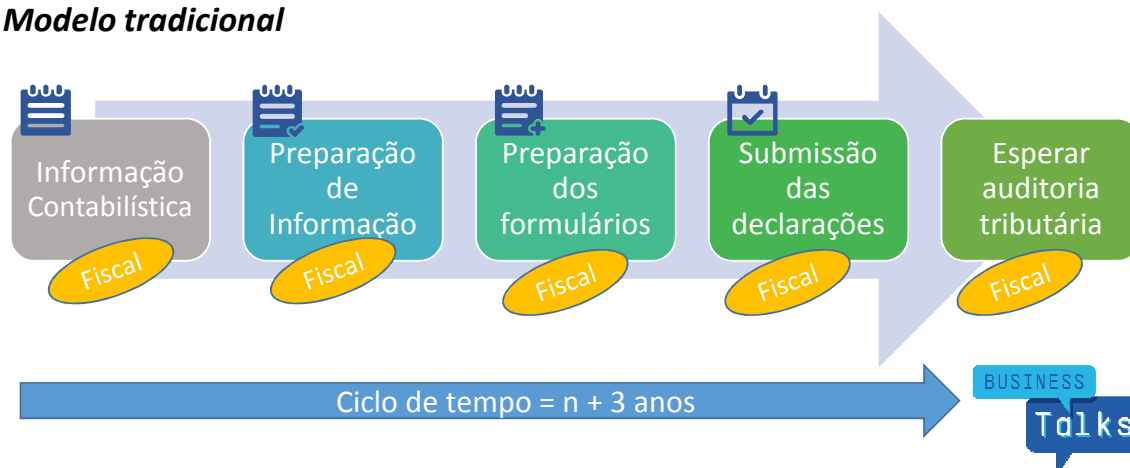 Modelo tradicional
Informação
Contabilística
Fiscal
Preparação
de
Informação
Fiscal
Preparação
dos
formulários
Fiscal
Submissão
das
declarações
Fiscal
Esperar
auditoria
tributária
Fiscal
Ciclo de tempo = n + 3 anos
BUSINESS
Talks